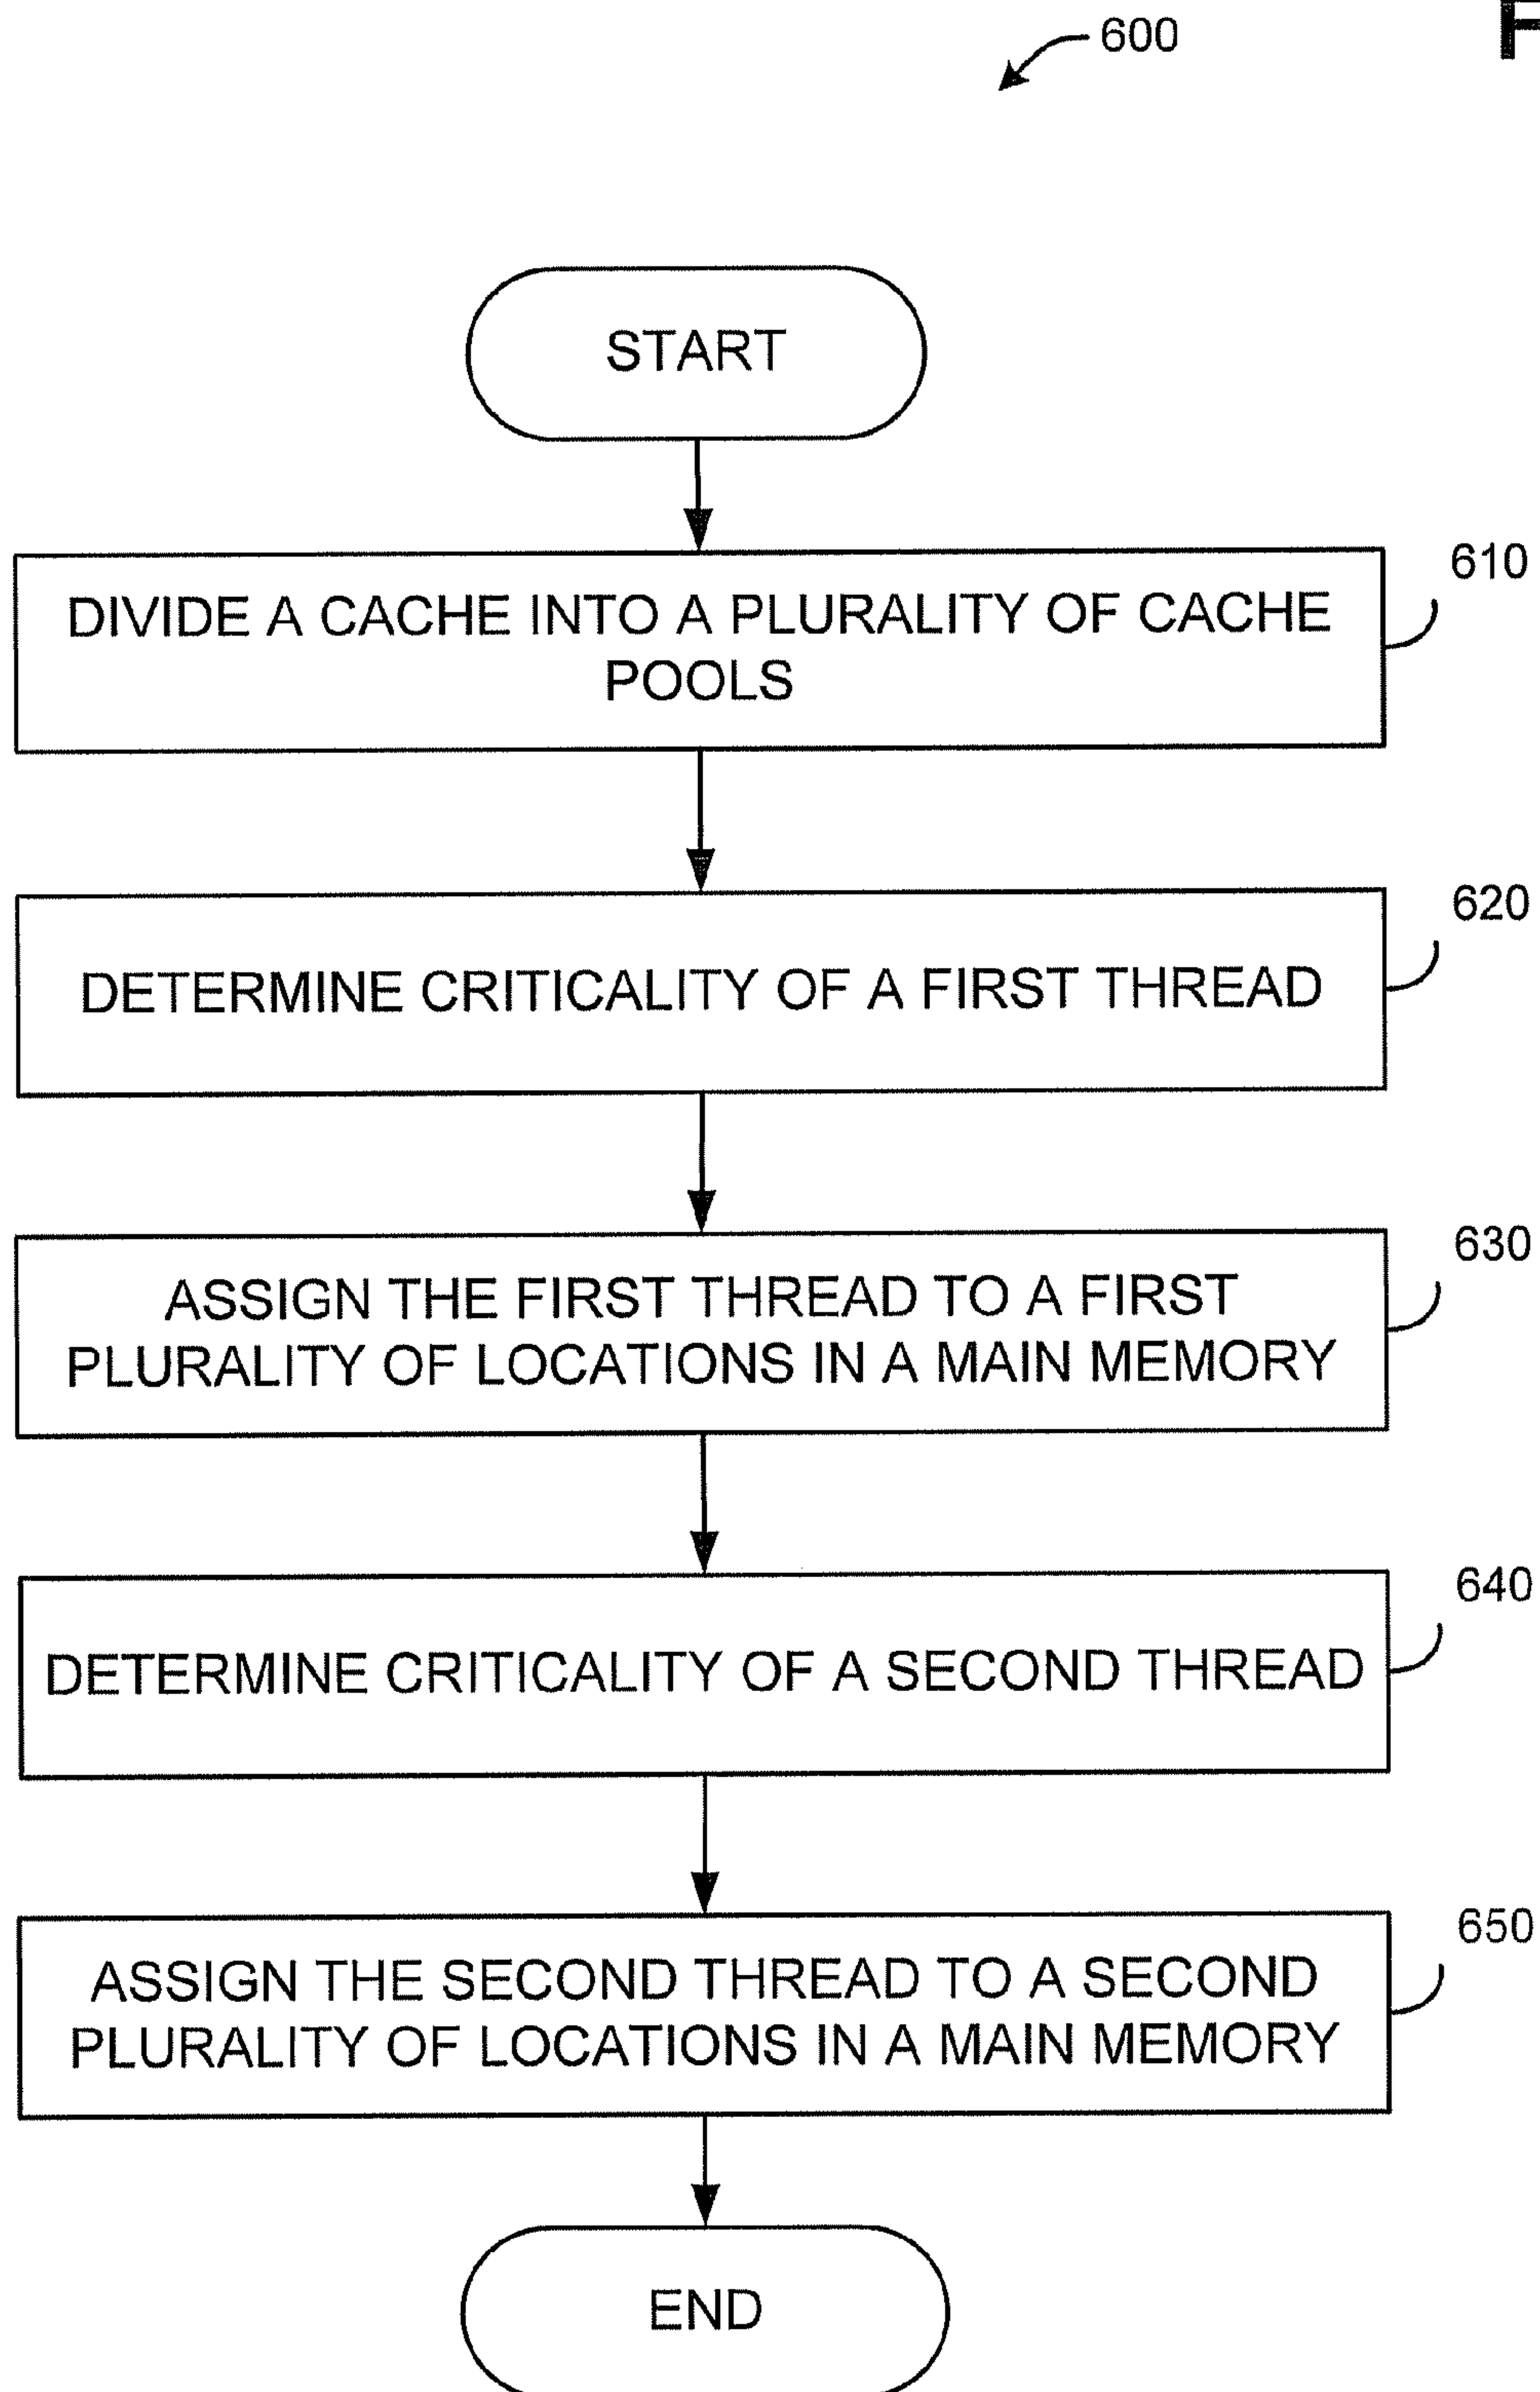 600
START
610
DIVIDE A CACHE INTO A PLURALITY OF CACHE
POOLS
620
DETERMINE CRITICALITY OF A FIRST THREAD
630
ASSIGN THE FIRST THREAD TO A FIRST
PLURALITY OF LOCATIONS IN A MAIN MEMORY
640
DETERMINE CRITICALITY OF A SECOND THREAD
650
ASSIGN THE SECOND THREAD TO A SECOND
PLURALITY OF LOCATIONS IN A MAIN MEMORY
END